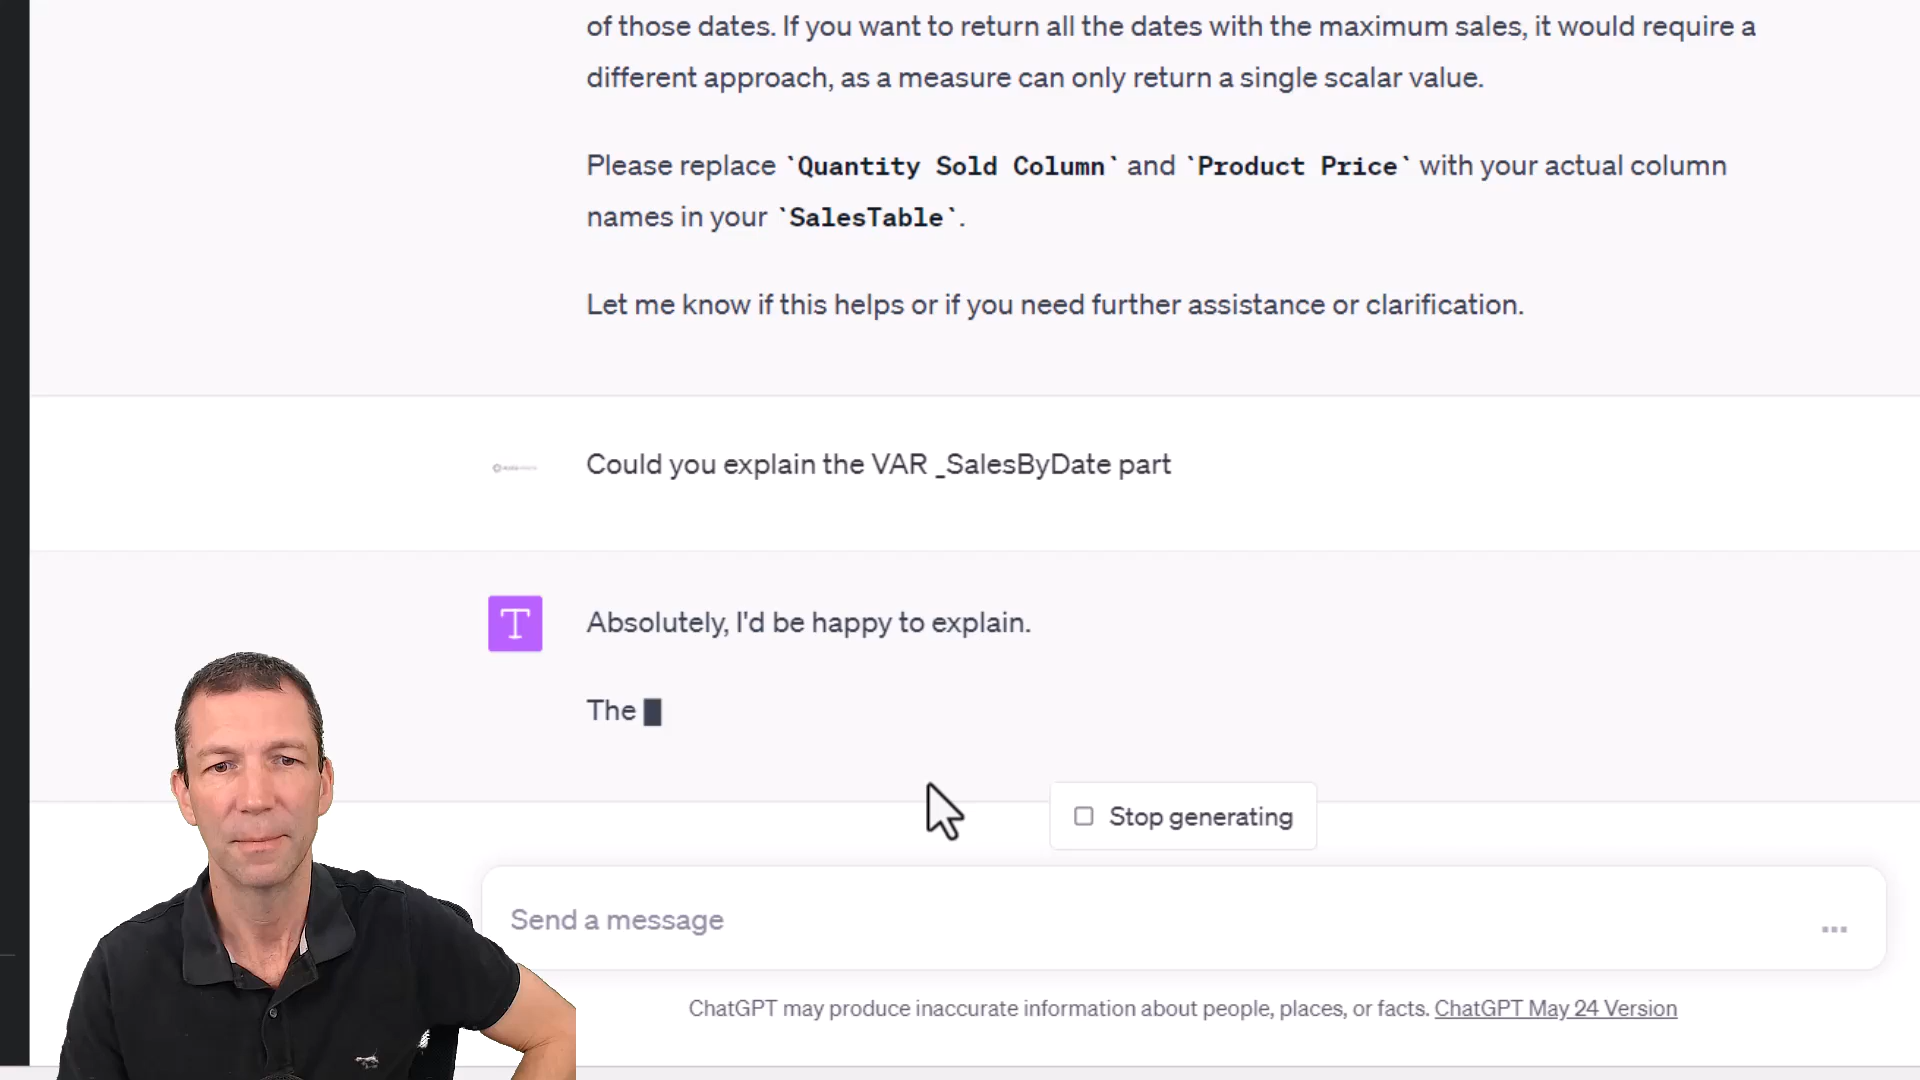 of those dates. If you want to return all the dates with the maximum sales, it would require a
different approach, as a measure can only return a single scalar value.
Please replace `Quantity Sold Column` and `Product Price` with your actual column
names in your `SalesTable`.
Let me know if this helps or if you need further assistance or clarification.
Could you explain the VAR _SalesByDate part
T
Absolutely, I'd be happy to explain.
The
Stop generating
Send a message
ChatGPT may produce inaccurate information about people, places, or facts. ChatGPT May 24 Version